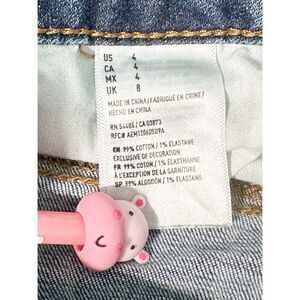 US 4
CA 4
MX 4
UK 8
MADE IN CHINA/FABRIQUÉ EN CHINE/
HECHO EN CHINA
RN 54485/CA 03873
RFC# AEM1206605U9A
EN 99% COTTON / 1% ELASTANE
EXCLUSIVE OF DECORATION
FR 99% COTON / 1% ÉLASTHANNE
À L'EXCEPTION DE LA GARNITURE
SP 99% ALGODÓN / 1% ELASTANO